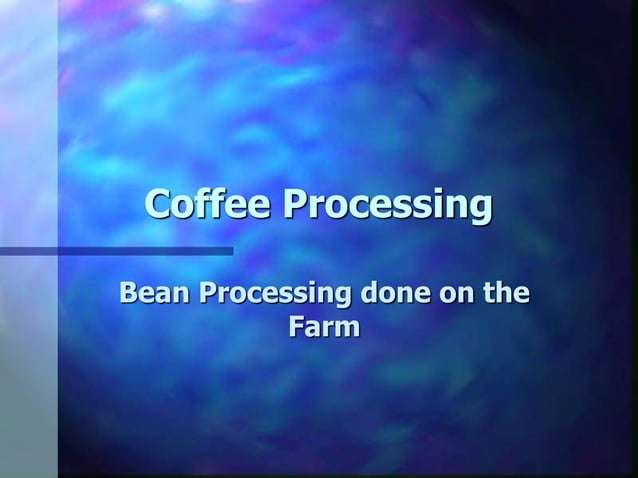 Coffee Processing
Bean Processing done on the
Farm